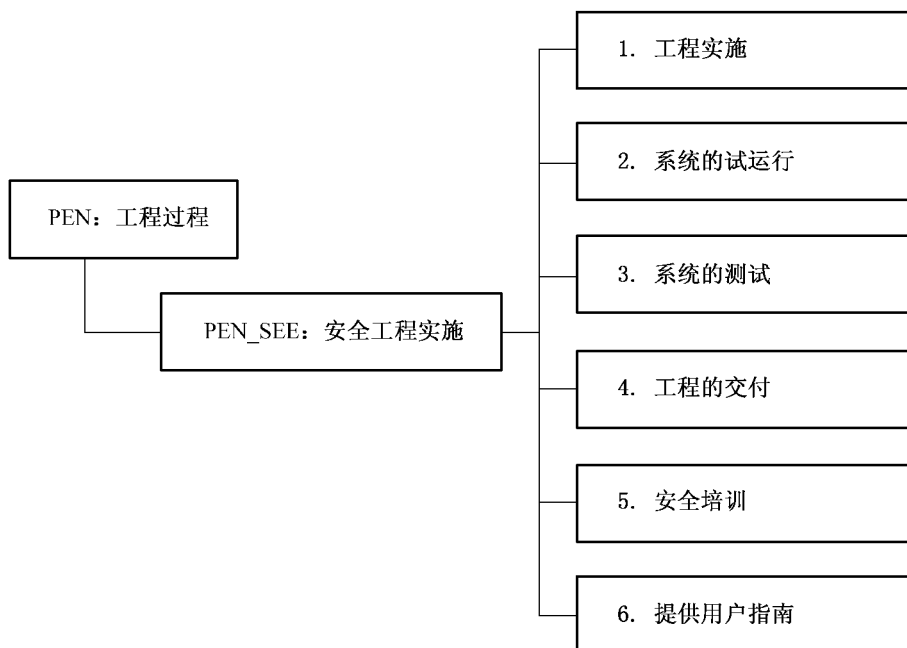 1. 工程实施
2. 系统的试运行
PEN：工程过程
3. 系统的测试
PEN_SEE：安全工程实施
4. 工程的交付
5. 安全培训
6. 提供用户指南